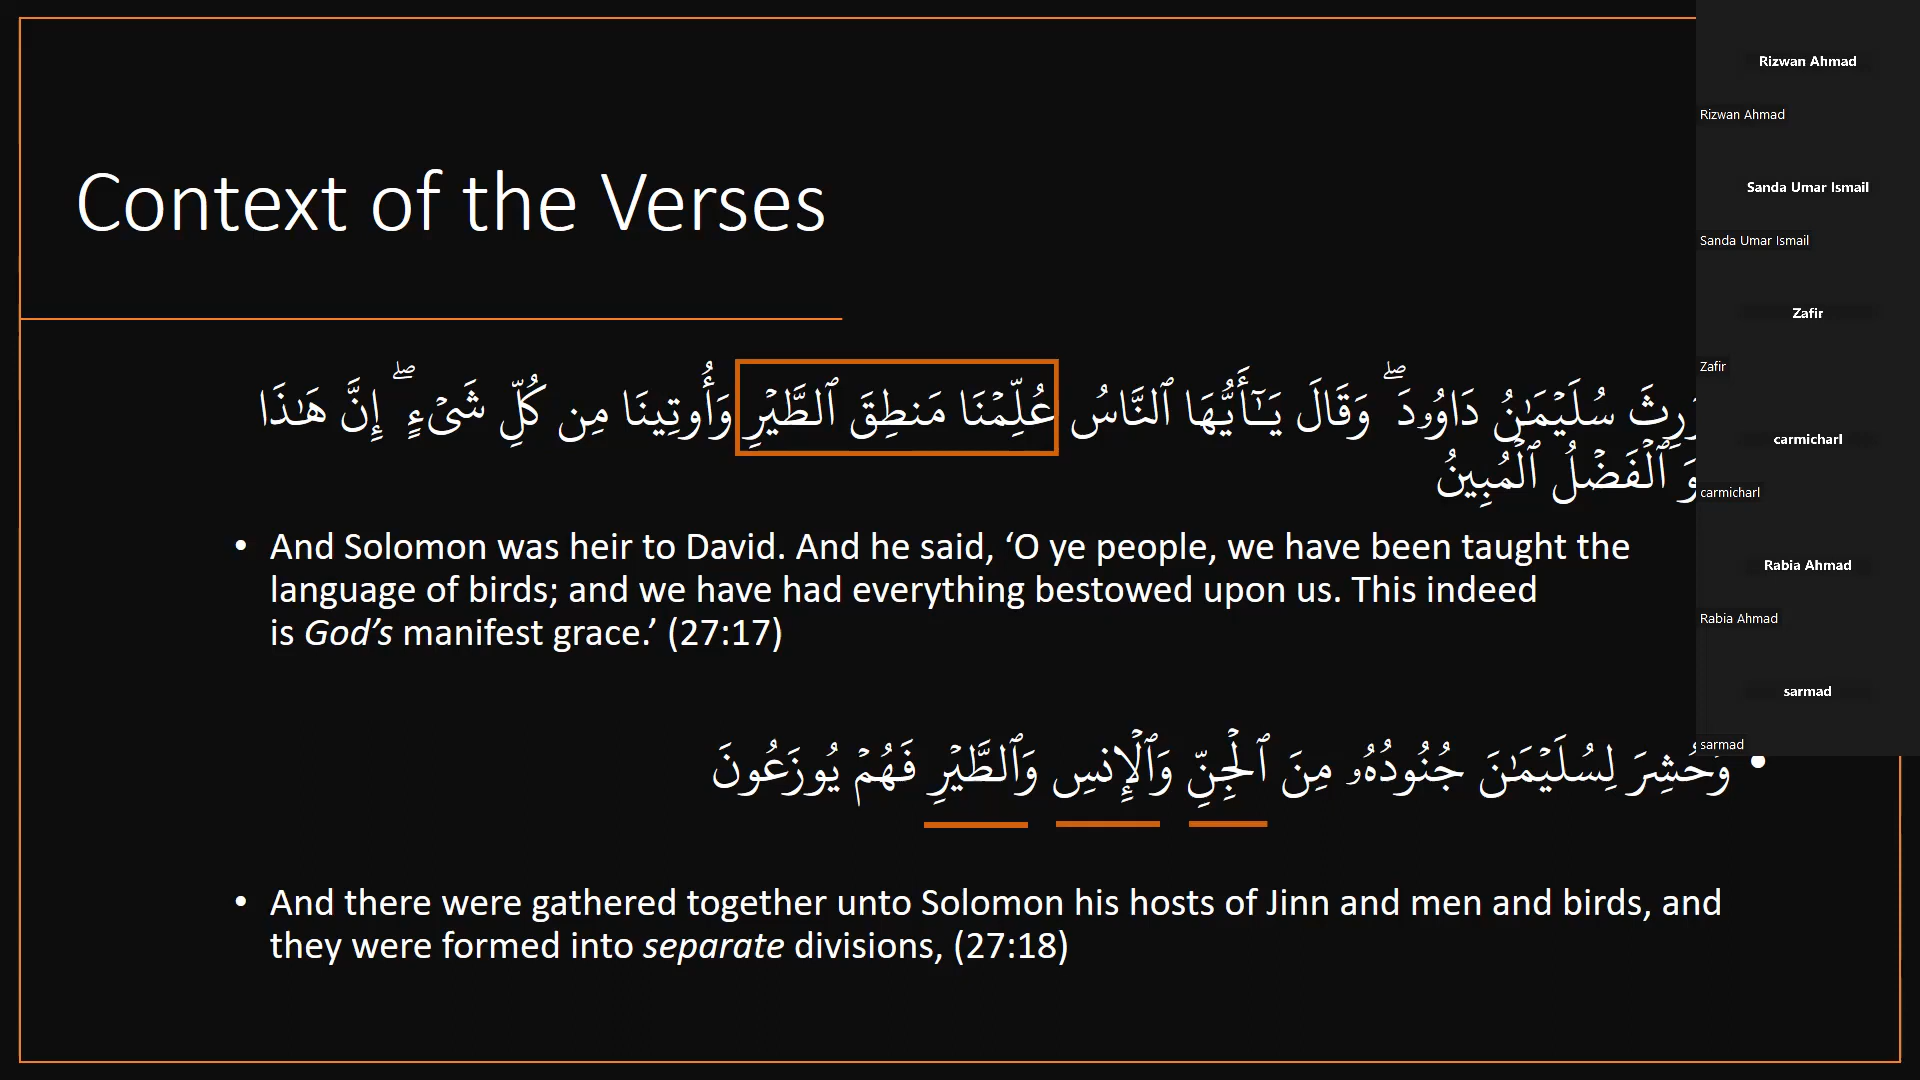 Context of the Verses
سُلَيْمَـٰنُ دَاوُۥدَ ۖ وَقَالَ يَـٰٓأَيُّهَا ٱلنَّاسُ عُلِّمْنَا مَنطِقَ ٱلطَّيْرِ وَأُوتِينَا مِن كُلِّ شَىْءٍ ۖ إِنَّ هَـٰذَا
ٱلْفَضْلُ ٱلْمُبِينُ
• And Solomon was heir to David. And he said, ‘O ye people, we have been taught the
language of birds; and we have had everything bestowed upon us. This indeed
is God’s manifest grace.’ (27:17)
• وَحُشِرَ لِسُلَيْمَـٰنَ جُنُودُهُۥ مِنَ ٱلْجِنِّ وَٱلْإِنسِ وَٱلطَّيْرِ فَهُمْ يُوزَعُونَ
• And there were gathered together unto Solomon his hosts of Jinn and men and birds, and
they were formed into separate divisions, (27:18)
Rizwan Ahmad
Rizwan Ahmad
Sanda Umar Ismail
Sanda Umar Ismail
Zafir
Zafir
carmicharl
carmicharl
Rabia Ahmad
Rabia Ahmad
sarmad
sarmad